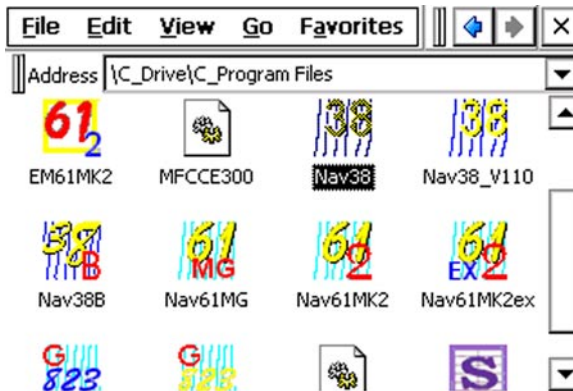 File Edit View Go Favorites
Address \C_Drive\C_Program Files
61 2 38 38
EM61MK2 MFCCE300 Nav38 Nav38_V110
38 B 61 MG 61 2 61 EX 2
Nav38B Nav61MG Nav61MK2 Nav61MK2ex
G G
823 823 S